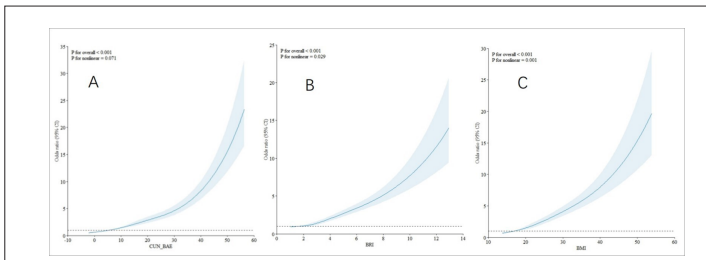 P for overall < 0.001
P for nonlinear = 0.071
A
Odds ratio (95% CI)
35
30
25
20
15
10
5
0
-10 0 10 20 30 40 50 60
CUN_BAE
P for overall < 0.001
P for nonlinear = 0.029
B
Odds ratio (95% CI)
25
20
15
10
5
0
0 2 4 6 8 10 12 14
BRI
P for overall < 0.001
P for nonlinear = 0.001
C
Odds ratio (95% CI)
30
25
20
15
10
5
0
10 20 30 40 50 60
BMI